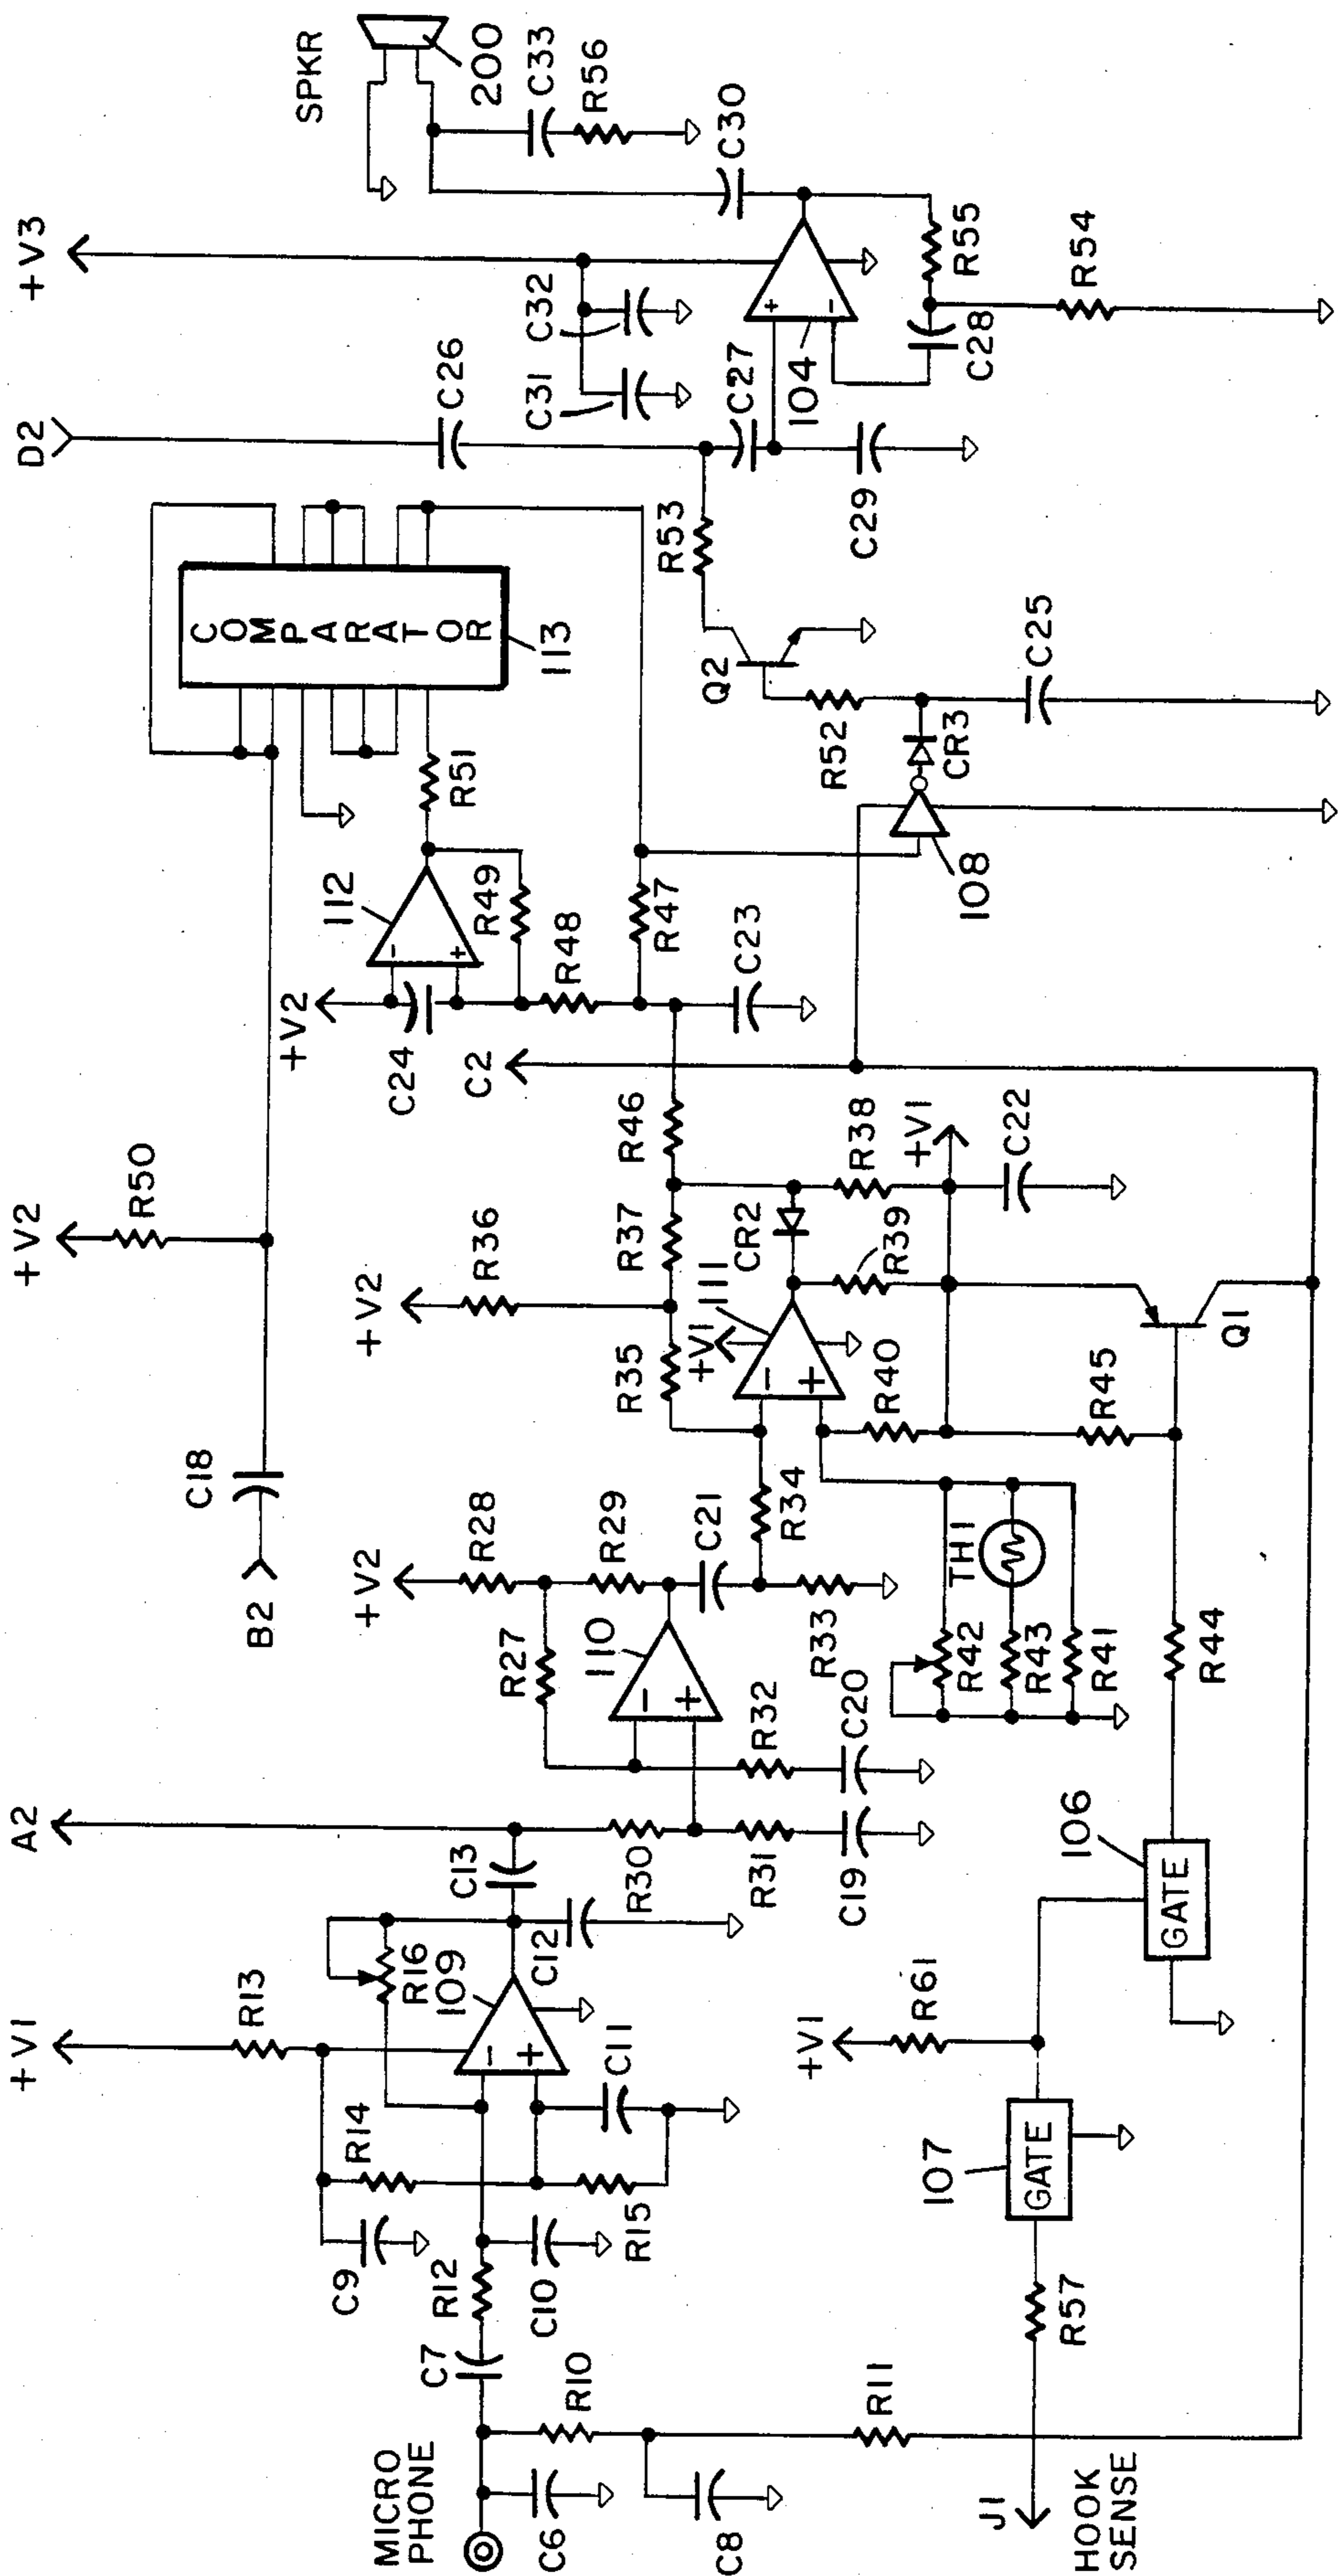 SPKR
200
C33
R56
C30
+V3
C32
C31
+
-
104
R55
R54
C28
D2
C26
C27
C29
R53
COMPARATOR
113
Q2
R52
C25
CR3
108
R51
112
-
+
R49
R48
R47
C23
+V2
C24
C2
+V2
R50
R46
R38
+V1
C22
+V2
R36
R37
CR2
R39
111
+V1
R35
-
+
R40
R45
Q1
C18
B2
+V2
R28
R29
C21
R34
TH1
R27
110
-
+
R33
R42
R43
R41
R44
R32
C20
A2
C13
R30
R31
C19
106
GATE
+V1
R13
R16
109
C12
-
+
C11
R14
R15
C9
R12
C10
+V1
R61
107
GATE
C7
R10
R11
R57
MICRO
PHONE
C6
C8
J1
HOOK
SENSE